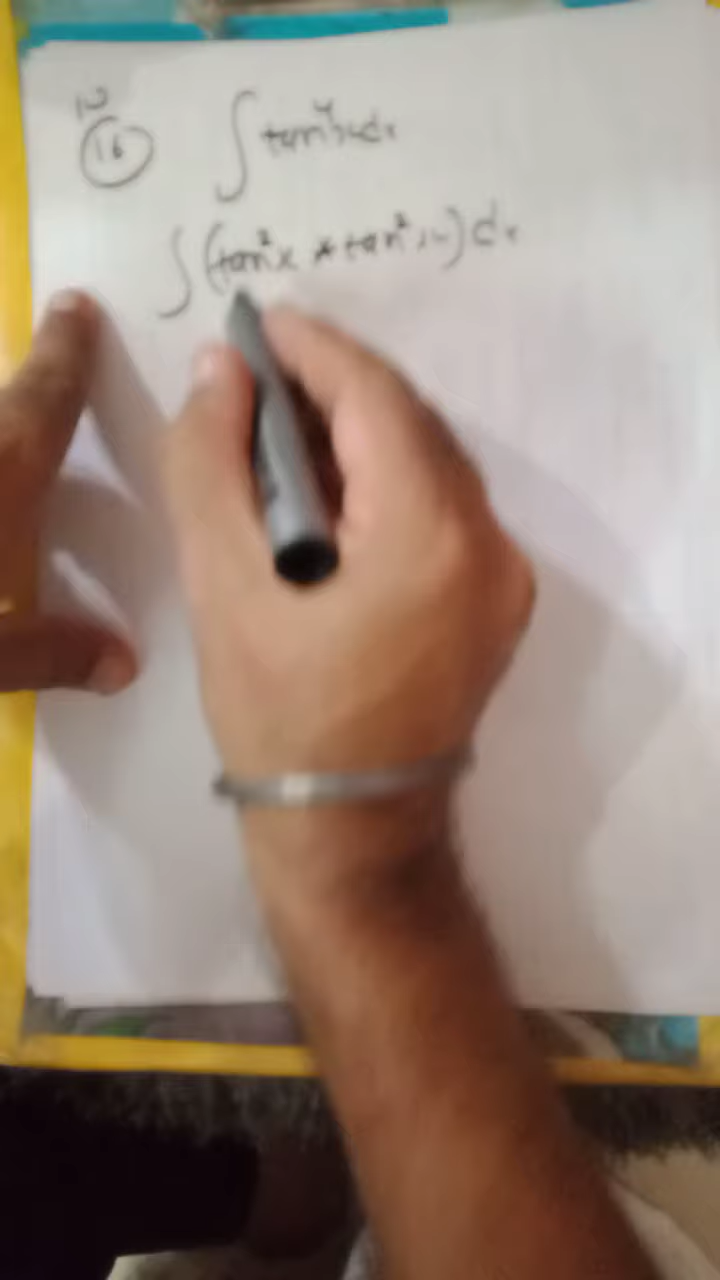 16 ∫ tan⁴x dx
∫ (tan²x * tan²x) dx